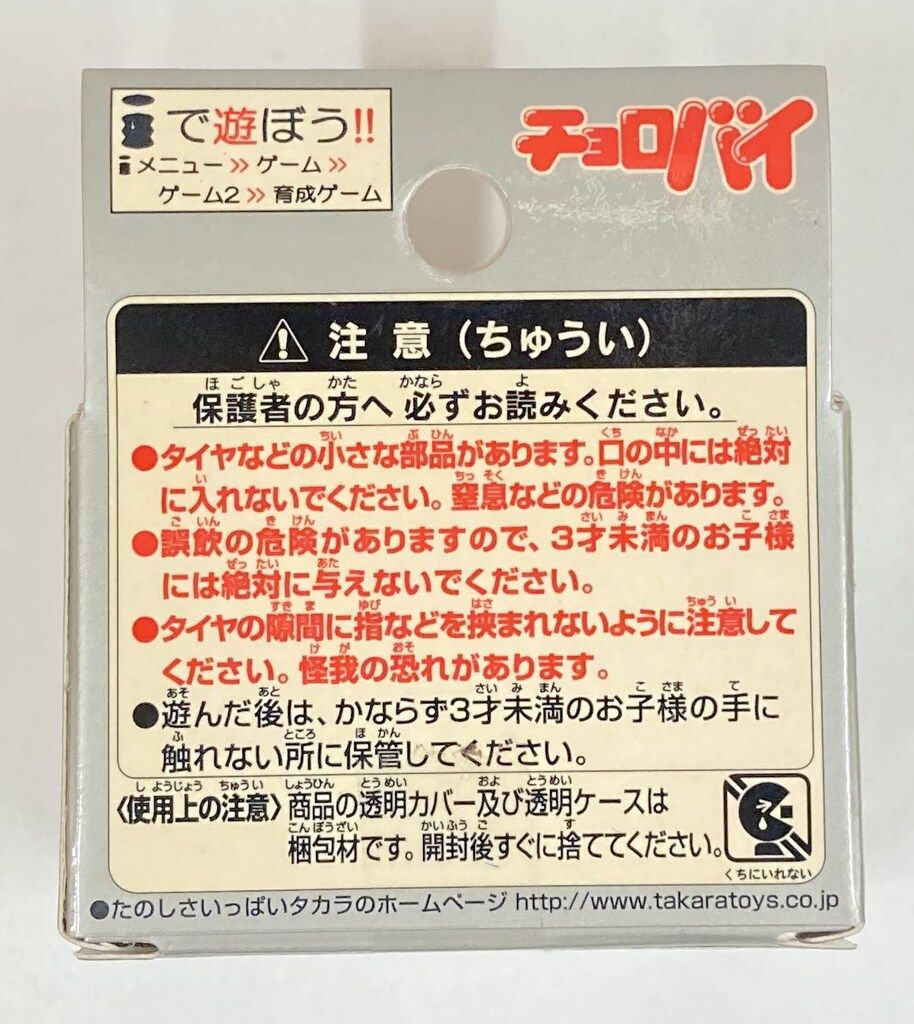 で遊ぼう!!
メニュー≫ゲーム≫
ゲーム2≫育成ゲーム
チョロバイ
注意（ちゅうい）
保護者の方へ 必ずお読みください。
●タイヤなどの小さな部品があります。口の中には絶対
に入れないでください。窒息などの危険があります。
●誤飲の危険がありますので、3才未満のお子様
には絶対に与えないでください。
●タイヤの隙間に指などを挟まれないように注意して
ください。怪我の恐れがあります。
●遊んだ後は、かならず3才未満のお子様の手に
触れない所に保管してください。
〈使用上の注意〉商品の透明カバー及び透明ケースは
梱包材です。開封後すぐに捨ててください。
くちにいれない
●たのしさいっぱいタカラのホームページ http://www.takaratoys.co.jp